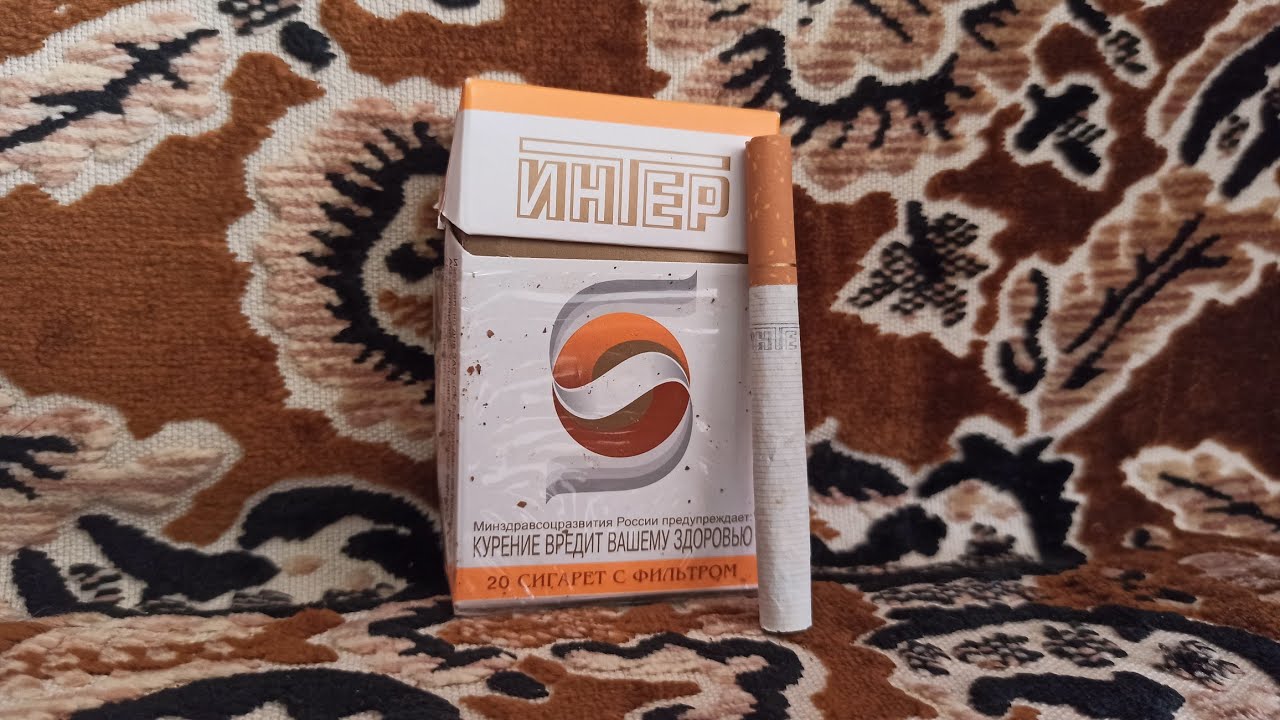 ИНТЕР
Минздравсоцразвития России предупреждает:
КУРЕНИЕ ВРЕДИТ ВАШЕМУ ЗДОРОВЬЮ
20 СИГАРЕТ С ФИЛЬТРОМ